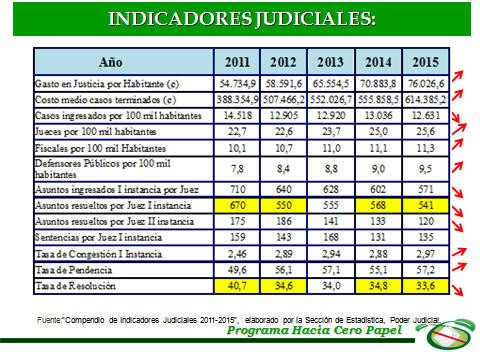 INDICADORES JUDICIALES:
Año 2011 2012 2013 2014 2015
Gasto en Justicia por Habitante (¢) 54.734,9 58.591,6 65.554,5 70.883,8 76.026,6
Costo medio casos terminados (¢) 388.354,9 507.466,2 552.026,7 555.858,5 614.385,2
Casos ingresados por 100 mil habitantes 14.518 12.905 12.920 13.036 12.631
Jueces por 100 mil habitantes 22,7 22,6 23,7 25,0 25,6
Fiscales por 100 mil Habitantes 10,1 10,7 11,0 11,1 11,3
Defensores Públicos por 100 mil
habitantes 7,8 8,4 8,8 9,0 9,5
Asuntos ingresados I instancia por Juez 710 640 628 602 571
Asuntos resueltos por Juez I instancia 670 550 555 568 541
Asuntos resueltos por Juez II instancia 175 186 141 133 120
Sentencias por Juez I instancia 159 143 168 131 135
Tasa de Congestión I Instancia 2,46 2,89 2,94 2,88 2,97
Tasa de Pendencia 49,6 56,1 57,1 55,1 57,2
Tasa de Resolución 40,7 34,6 34,0 34,8 33,6
Fuente:"Compendio de Indicadores Judiciales 2011-2015", elaborado por la Sección de Estadística, Poder Judicial.
Programa Hacia Cero Papel